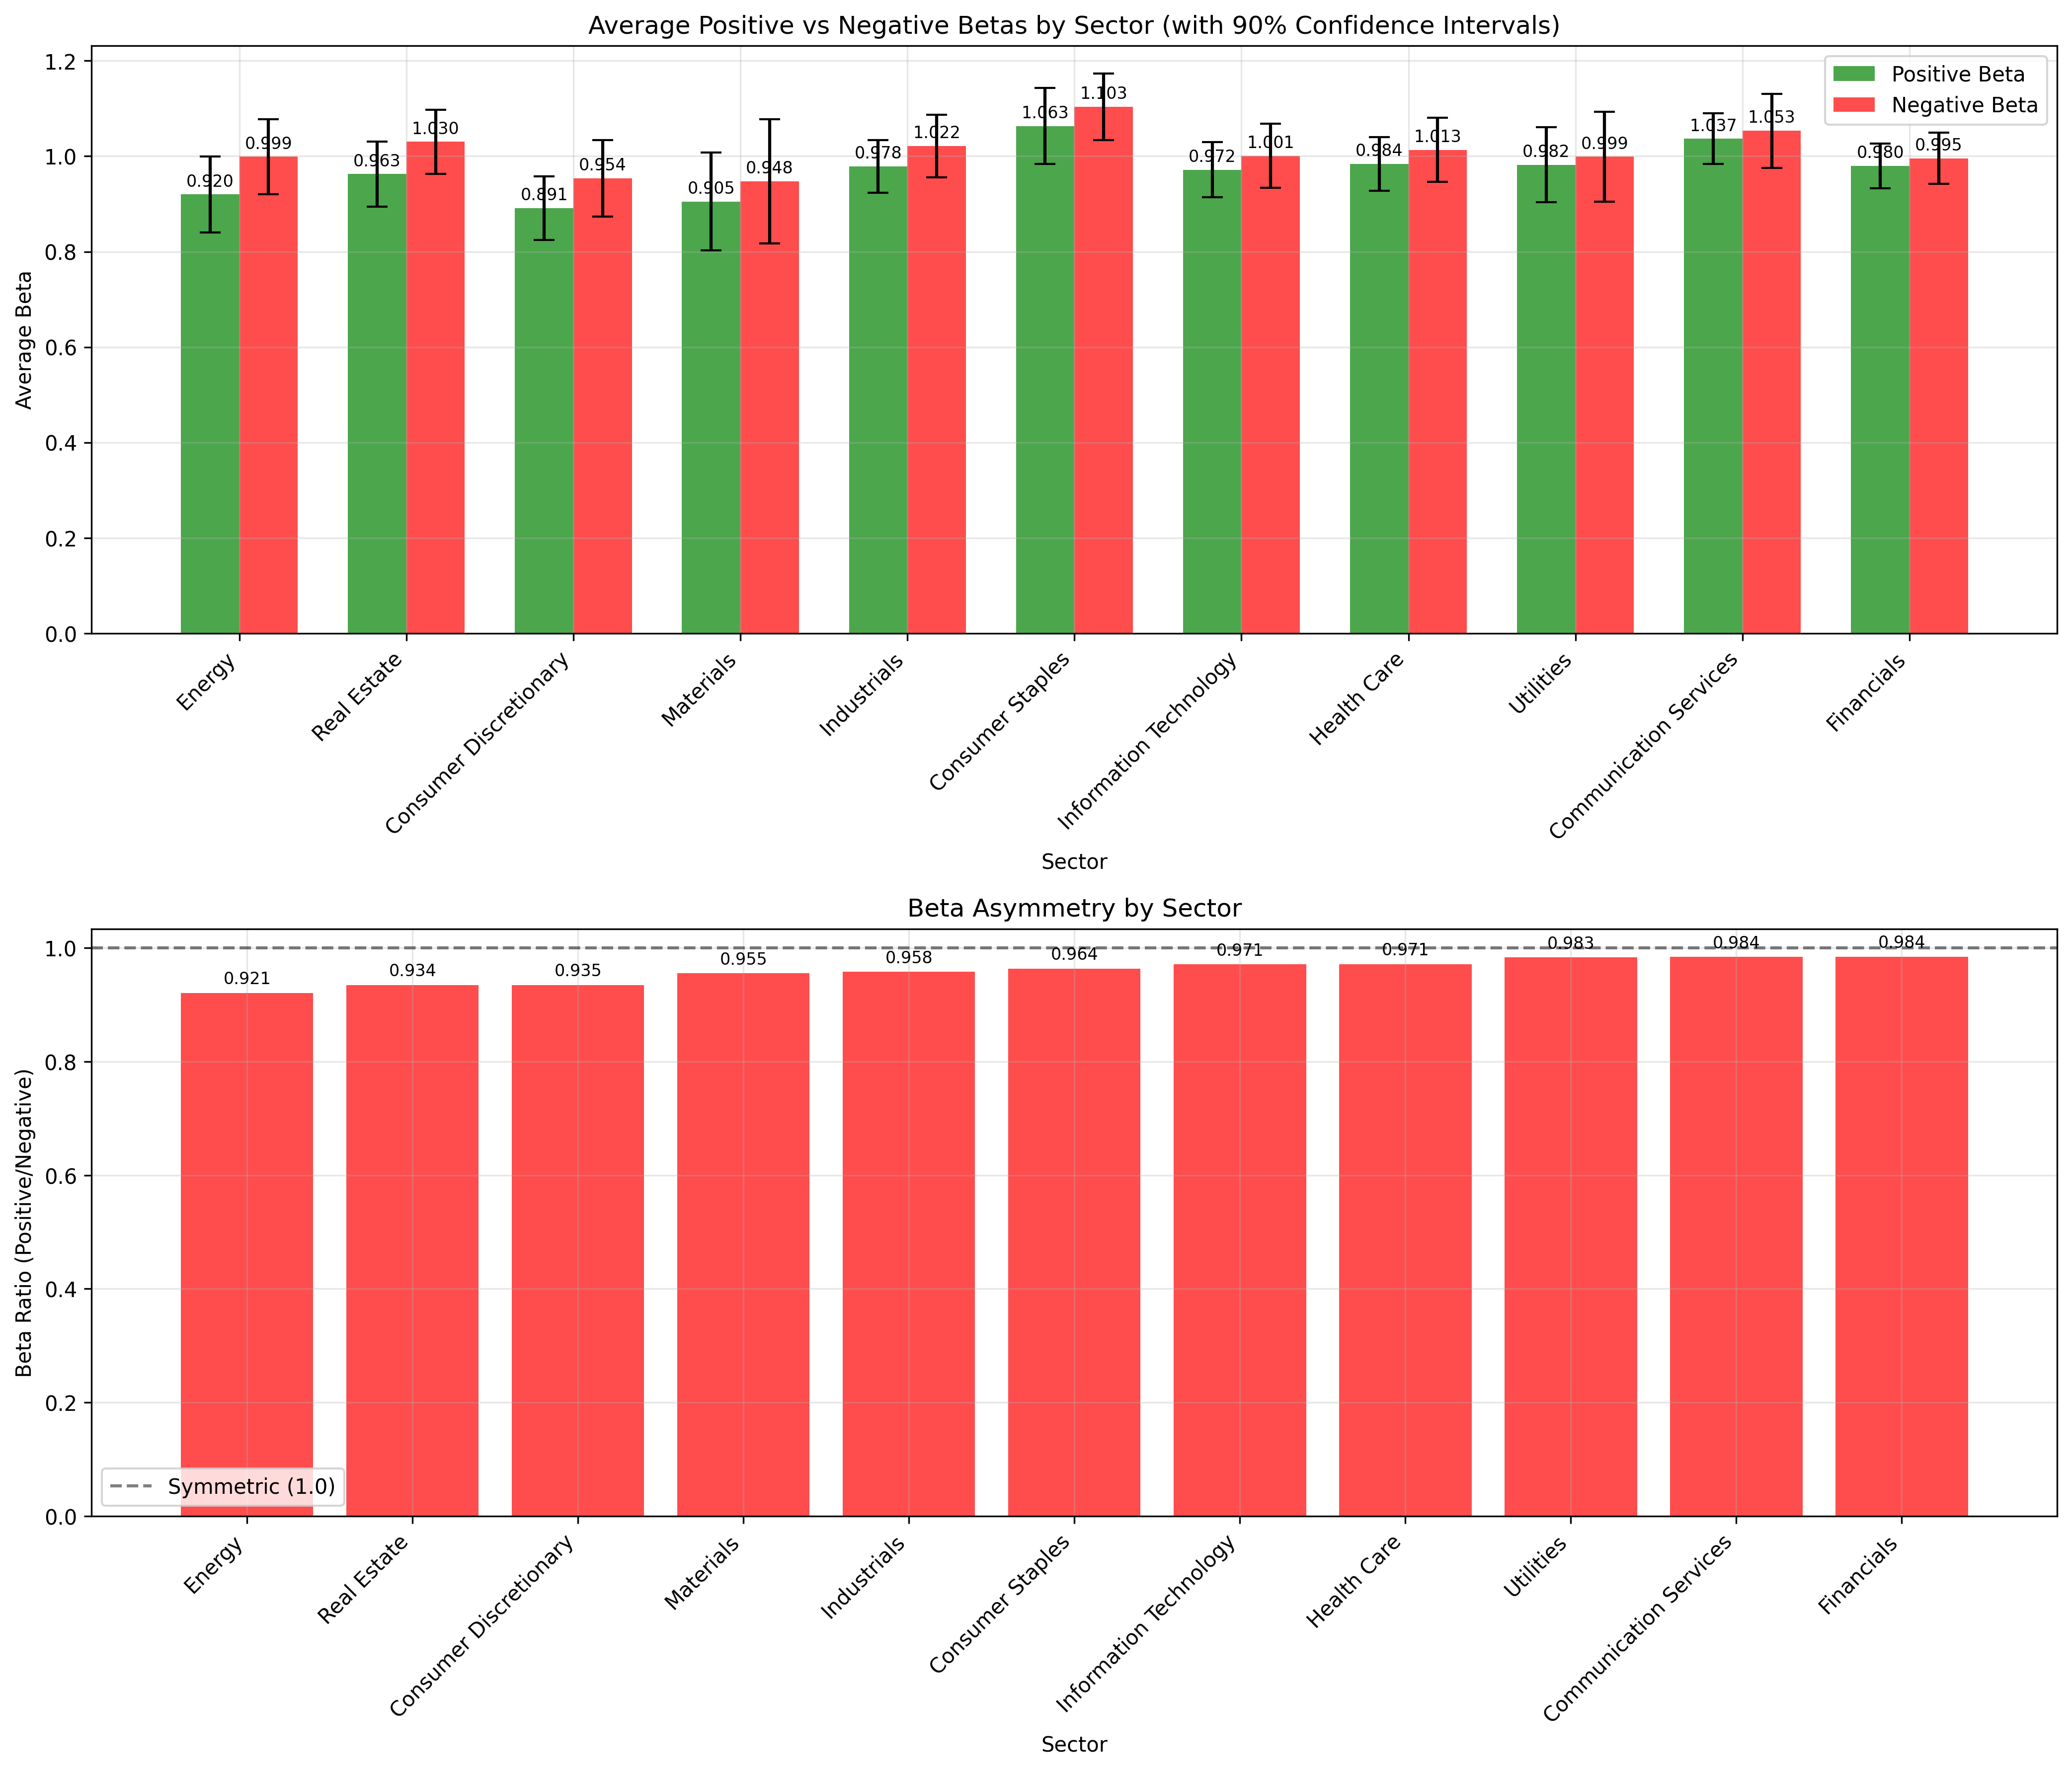 Average Positive vs Negative Betas by Sector (with 90% Confidence Intervals)
Positive Beta
Negative Beta
Average Beta
1.2
1.0
0.8
0.6
0.4
0.2
0.0
0.920
0.999
0.963
1.030
0.891
0.954
0.905
0.948
0.978
1.022
1.063
1.103
0.972
1.001
0.984
1.013
0.982
0.999
1.037
1.053
0.980
0.995
Energy
Real Estate
Consumer Discretionary
Materials
Industrials
Consumer Staples
Information Technology
Health Care
Utilities
Communication Services
Financials
Sector
Beta Asymmetry by Sector
Beta Ratio (Positive/Negative)
1.0
0.8
0.6
0.4
0.2
0.0
0.921
0.934
0.935
0.955
0.958
0.964
0.971
0.971
0.983
0.984
0.984
Symmetric (1.0)
Energy
Real Estate
Consumer Discretionary
Materials
Industrials
Consumer Staples
Information Technology
Health Care
Utilities
Communication Services
Financials
Sector